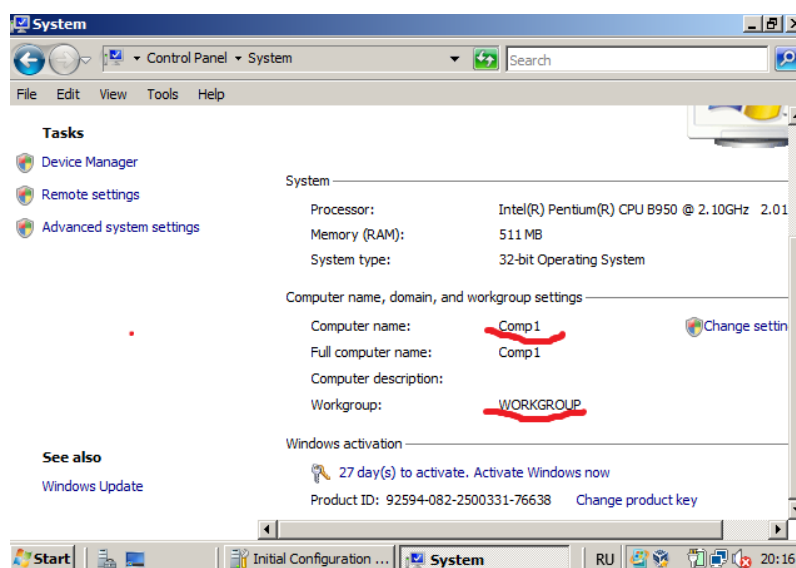 System
Control Panel System
Search
File Edit View Tools Help
Tasks
Device Manager
Remote settings
Advanced system settings
System
Processor: Intel(R) Pentium(R) CPU B950 @ 2.10GHz 2.01
Memory (RAM): 511 MB
System type: 32-bit Operating System
Computer name, domain, and workgroup settings
Computer name: Comp1 Change settin
Full computer name: Comp1
Computer description:
Workgroup: WORKGROUP
Windows activation
27 day(s) to activate. Activate Windows now
Product ID: 92594-082-2500331-76638 Change product key
See also
Windows Update
Start Initial Configuration ... System RU 20:16